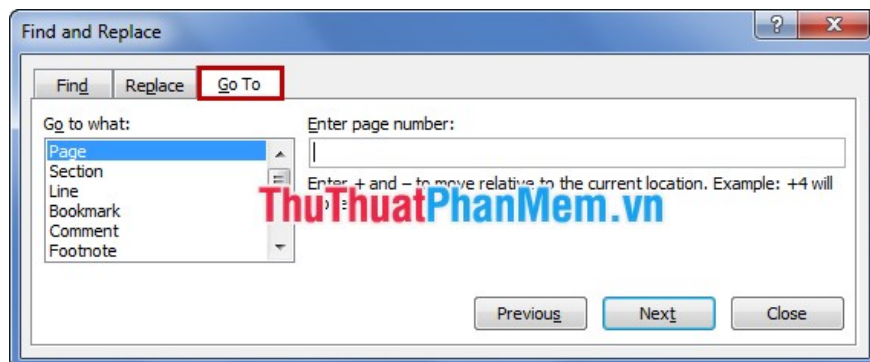 Find and Replace
Find Replace Go To
Go to what:
Page
Section
Line
Bookmark
Comment
Footnote
Enter page number:
Enter + and – to move relative to the current location. Example: +4 will
ThuThuatPhanMem.vn
Previous Next Close